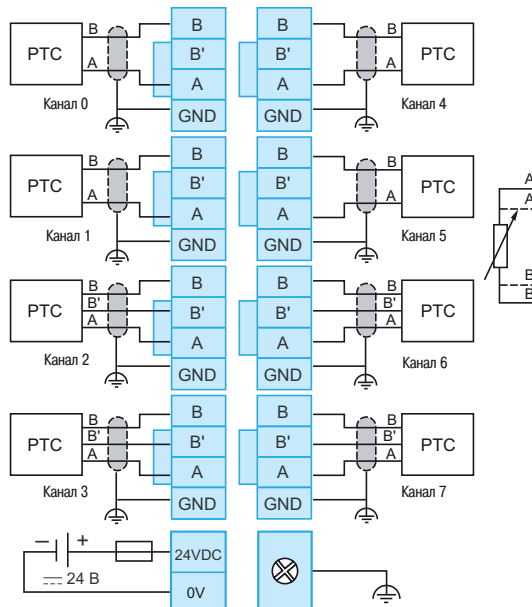 B B B B
PTC B' B' PTC
A A A A
Канал 0 GND GND Канал 4
B B B B
PTC B' B' PTC
A A A A
Канал 1 GND GND Канал 5
B B B B
PTC B' B' B' B' PTC
A A A A
Канал 2 GND GND Канал 6
B B B B
PTC B' B' B' B' PTC
A A A A
Канал 3 GND GND Канал 7
− + 24VDC
24 В 0V